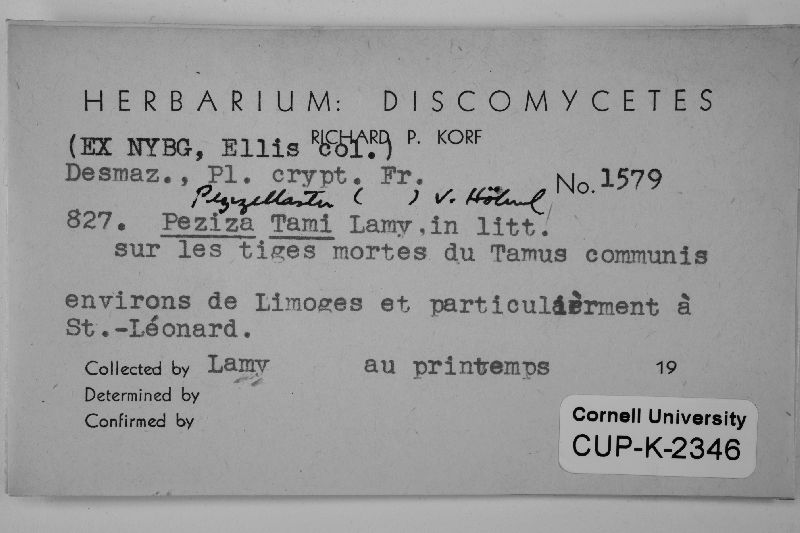 HERBARIUM: DISCOMYCETES
RICHARD P. KORF
(EX NYBG, Ellis col.)
Desmaz., Pl. crypt. Fr. No. 1579
Pezizellaster ( ) v. Höhnel
827. Peziza Tami Lamy, in litt.
sur les tiges mortes du Tamus communis
environs de Limoges et particulièrment à
St.-Léonard.
Collected by Lamy au printemps 19
Determined by
Confirmed by
Cornell University
CUP-K-2346